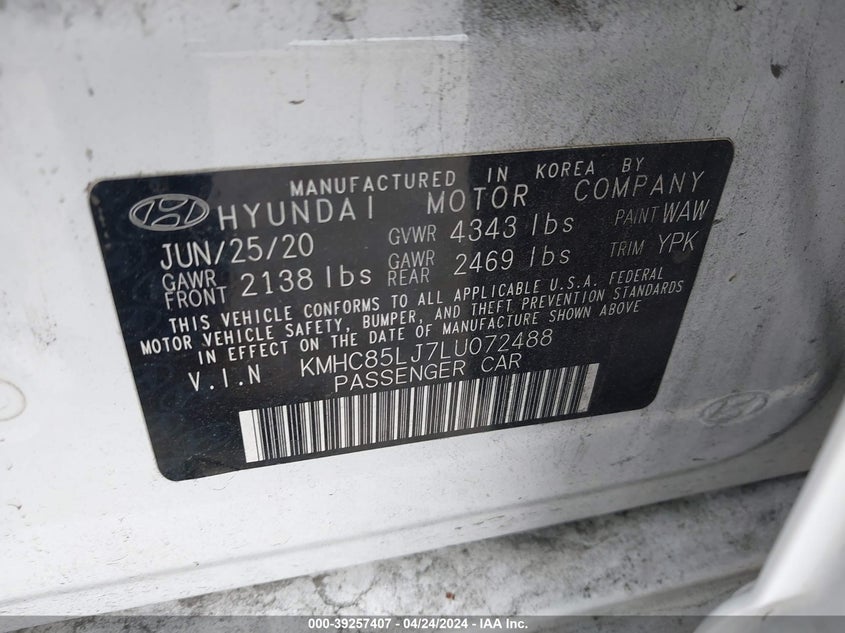 MANUFACTURED IN KOREA BY
HYUNDAI MOTOR COMPANY
JUN/25/20 GVWR 4343 lbs PAINT WAW
GAWR FRONT 2138 lbs GAWR REAR 2469 lbs TRIM YPK
THIS VEHICLE CONFORMS TO ALL APPLICABLE U.S.A. FEDERAL
MOTOR VEHICLE SAFETY, BUMPER, AND THEFT PREVENTION STANDARDS
IN EFFECT ON THE DATE OF MANUFACTURE SHOWN ABOVE
V.I.N KMHC85LJ7LU072488
PASSENGER CAR
000-39257407 - 04/24/2024 - IAAI.com